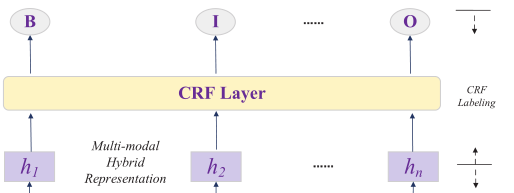 B I ...... O
CRF Layer
CRF
Labeling
Multi-modal
Hybrid
Representation
h1 h2 ...... hn